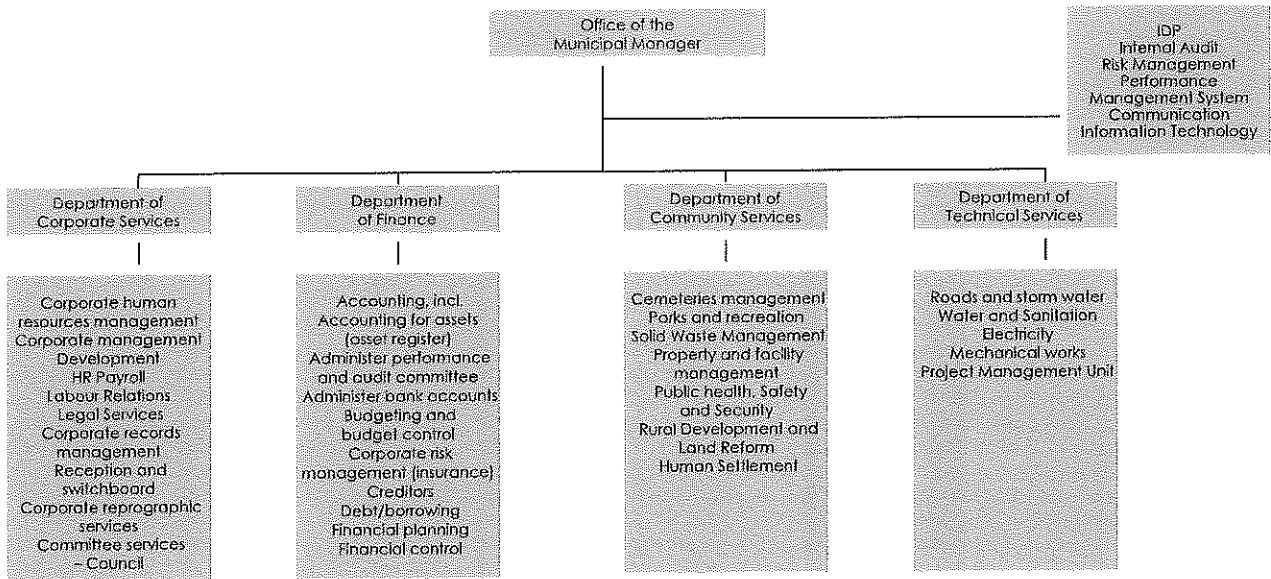 Office of the
Municipal Manager
IDP
Internal Audit
Risk Management
Performance
Management System
Communication
Information Technology
Department of
Corporate Services
Department
of Finance
Department of
Community Services
Department of
Technical Services
Corporate human
resources management
Corporate management
Development
HR Payroll
Labour Relations
Legal Services
Corporate records
management
Reception and
switchboard
Corporate reprographic
services
Committee services
– Council
Accounting, incl.
Accounting for assets
(asset register)
Administer performance
and audit committee
Administer bank accounts
Budgeting and
budget control
Corporate risk
management (insurance)
Creditors
Debt/borrowing
Financial planning
Financial control
Cemeteries management
Parks and recreation
Solid Waste Management
Property and facility
management
Public health, Safety
and Security
Rural Development and
Land Reform
Human Settlement
Roads and storm water
Water and Sanitation
Electricity
Mechanical works
Project Management Unit